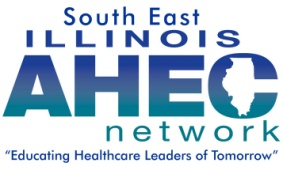 South East
ILLINOIS
AHEC
network
"Educating Healthcare Leaders of Tomorrow"